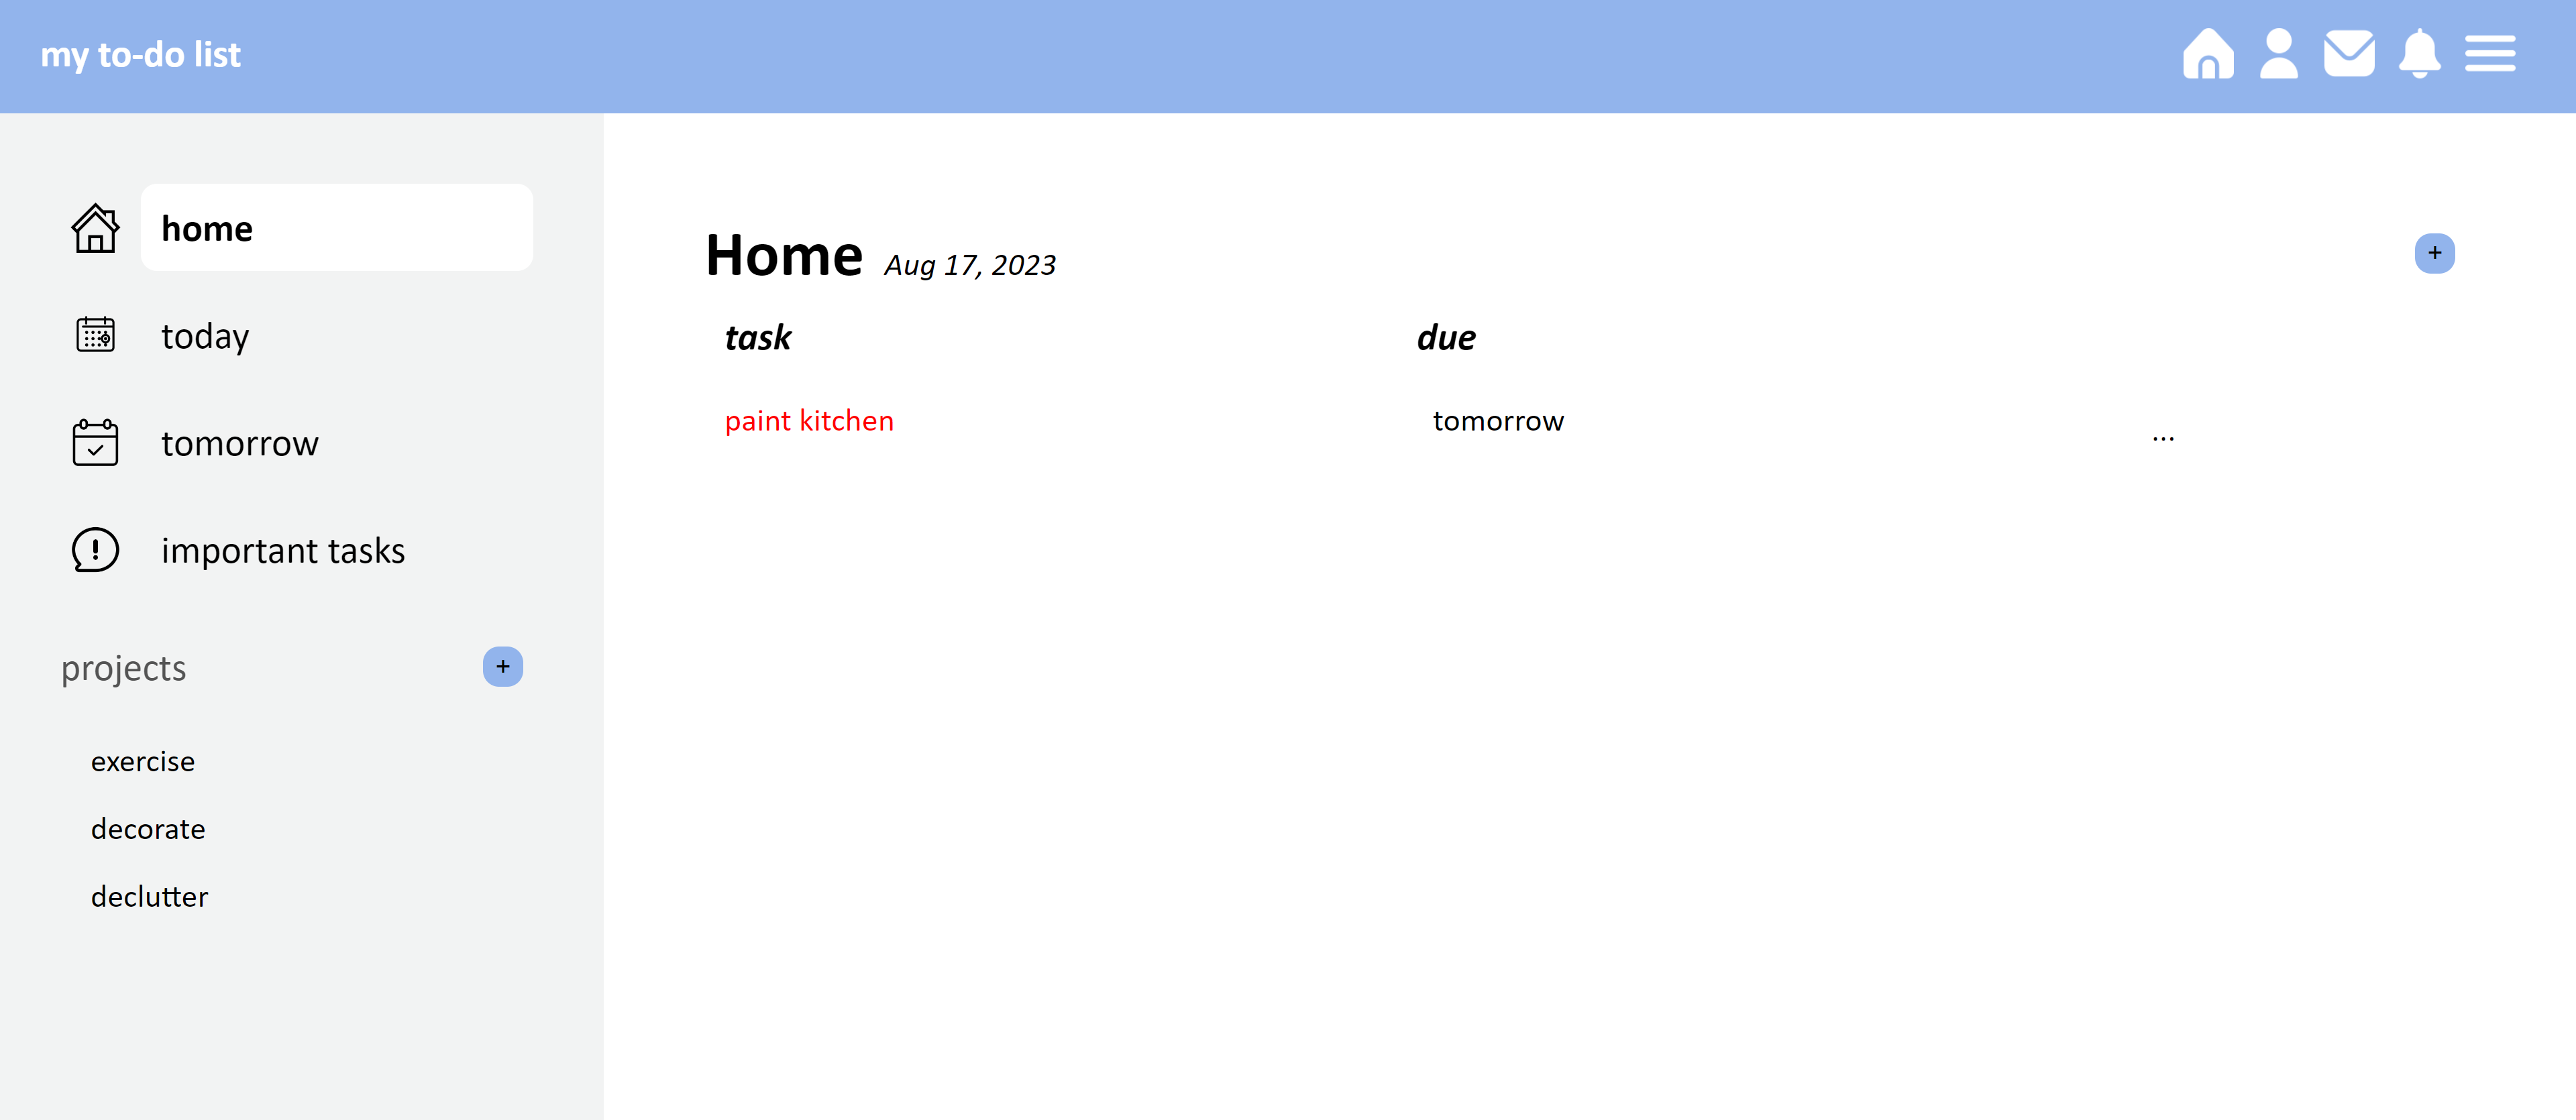 my to-do list
home
today
tomorrow
important tasks
projects +
exercise
decorate
declutter
Home Aug 17, 2023 +
task due
paint kitchen tomorrow ...